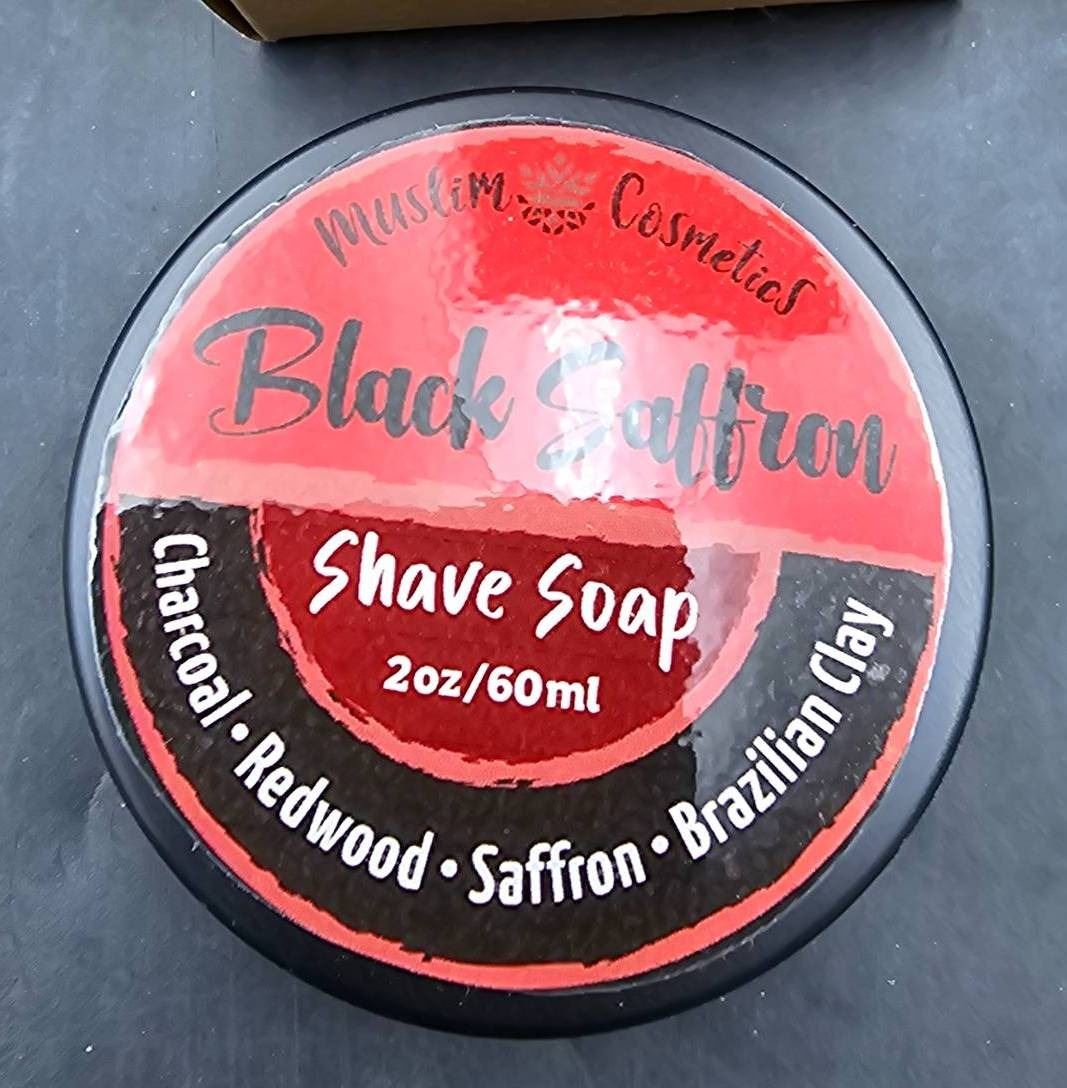 Muslim Cosmetics
Black Saffron
Shave Soap
2oz/60ml
Charcoal • Redwood • Saffron • Brazilian Clay